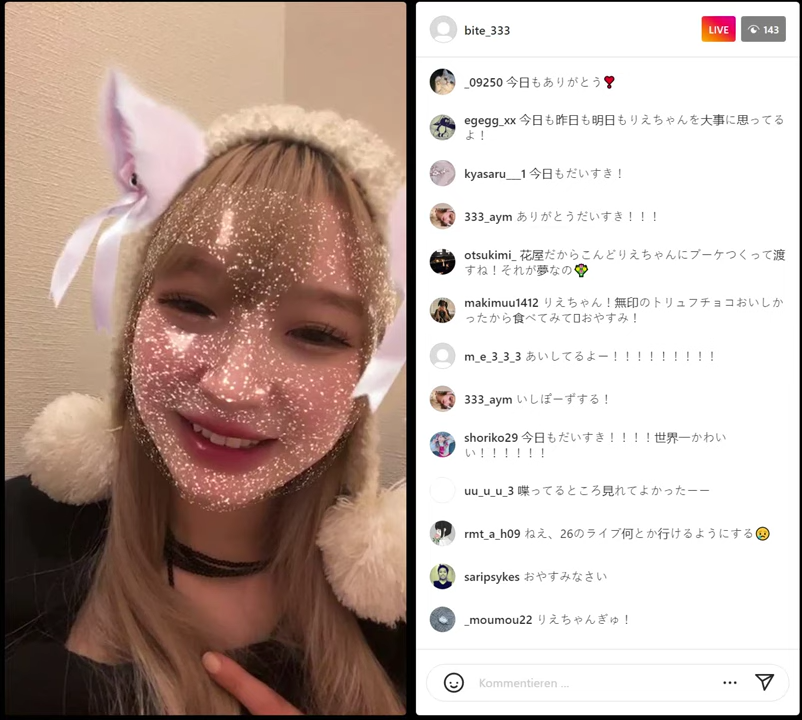 bite_333
LIVE
143
_09250 今日もありがとう❣
egegg_xx 今日も昨日も明日もりえちゃんを大事に思ってる
よ！
kyasaru___1 今日もだいすき！
333_aym ありがとうだいすき！！！
otsukimi_ 花屋だからこんどりえちゃんにブーケつくって渡
すね！それが夢なの💐
makimuu1412 りえちゃん！無印のトリュフチョコおいしか
ったから食べてみて▯おやすみ！
m_e_3_3_3 あいしてるよー！！！！！！！！！
333_aym いしぽーずする！
shoriko29 今日もだいすき！！！！世界一かわい
い！！！！！！
uu_u_u_3 喋ってるところ見れてよかったーー
rmt_a_h09 ねえ、26のライブ何とか行けるようにする😢
saripsykes おやすみなさい
_moumou22 りえちゃんぎゅ！
Kommentieren ...